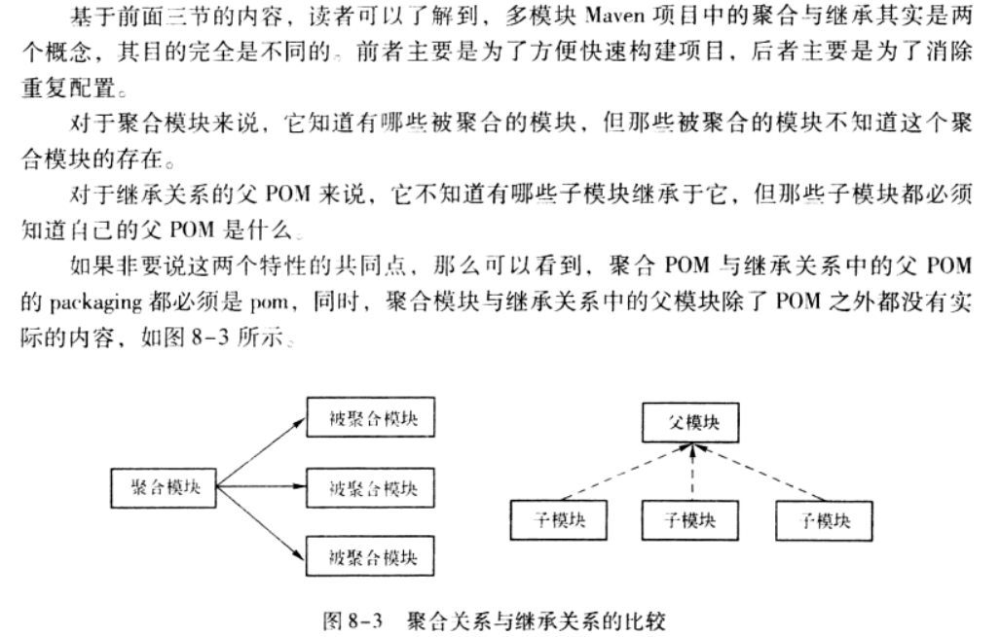 基于前面三节的内容，读者可以了解到，多模块 Maven 项目中的聚合与继承其实是两
个概念，其目的完全是不同的。前者主要是为了方便快速构建项目，后者主要是为了消除
重复配置。
对于聚合模块来说，它知道有哪些被聚合的模块，但那些被聚合的模块不知道这个聚
合模块的存在。
对于继承关系的父 POM 来说，它不知道有哪些子模块继承于它，但那些子模块都必须
知道自己的父 POM 是什么。
如果非要说这两个特性的共同点，那么可以看到，聚合 POM 与继承关系中的父 POM
的 packaging 都必须是 pom，同时，聚合模块与继承关系中的父模块除了 POM 之外都没有实
际的内容，如图 8-3 所示。
聚合模块
被聚合模块
被聚合模块
被聚合模块
父模块
子模块
子模块
子模块
图 8-3 聚合关系与继承关系的比较